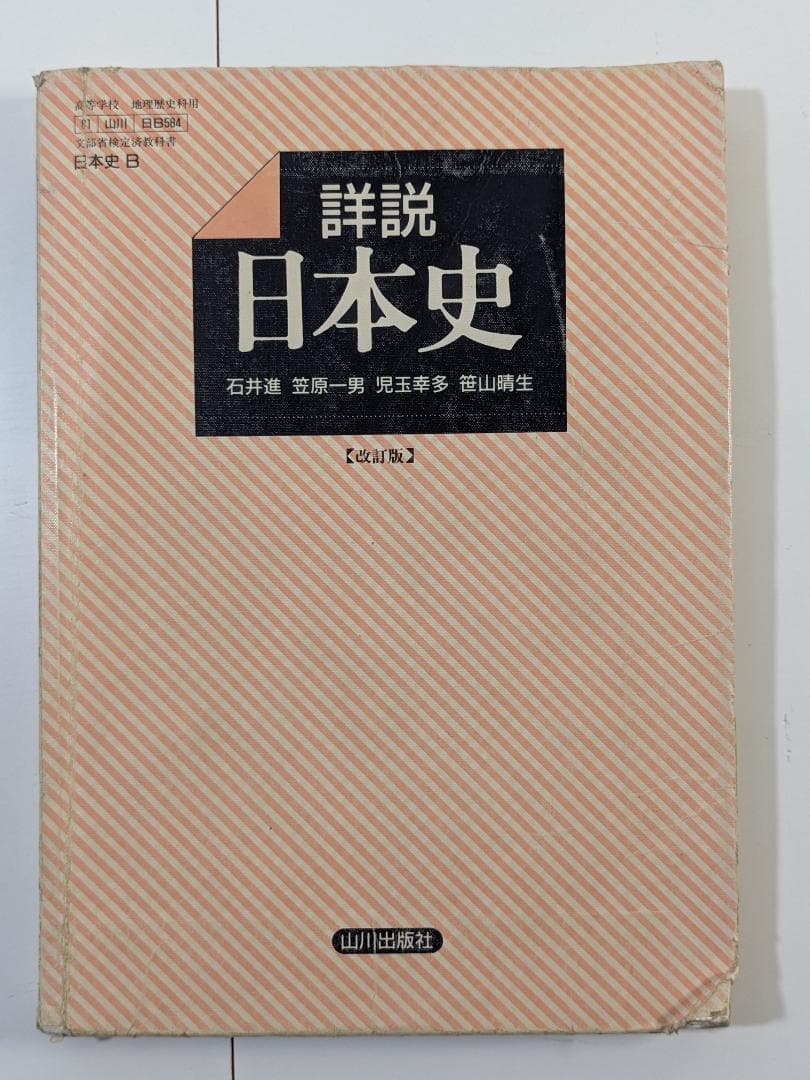 高等学校 地理歴史科用
81 山川 日B584
文部省検定済教科書
日本史 B
詳説
日本史
石井進 笠原一男 児玉幸多 笹山晴生
【改訂版】
山川出版社